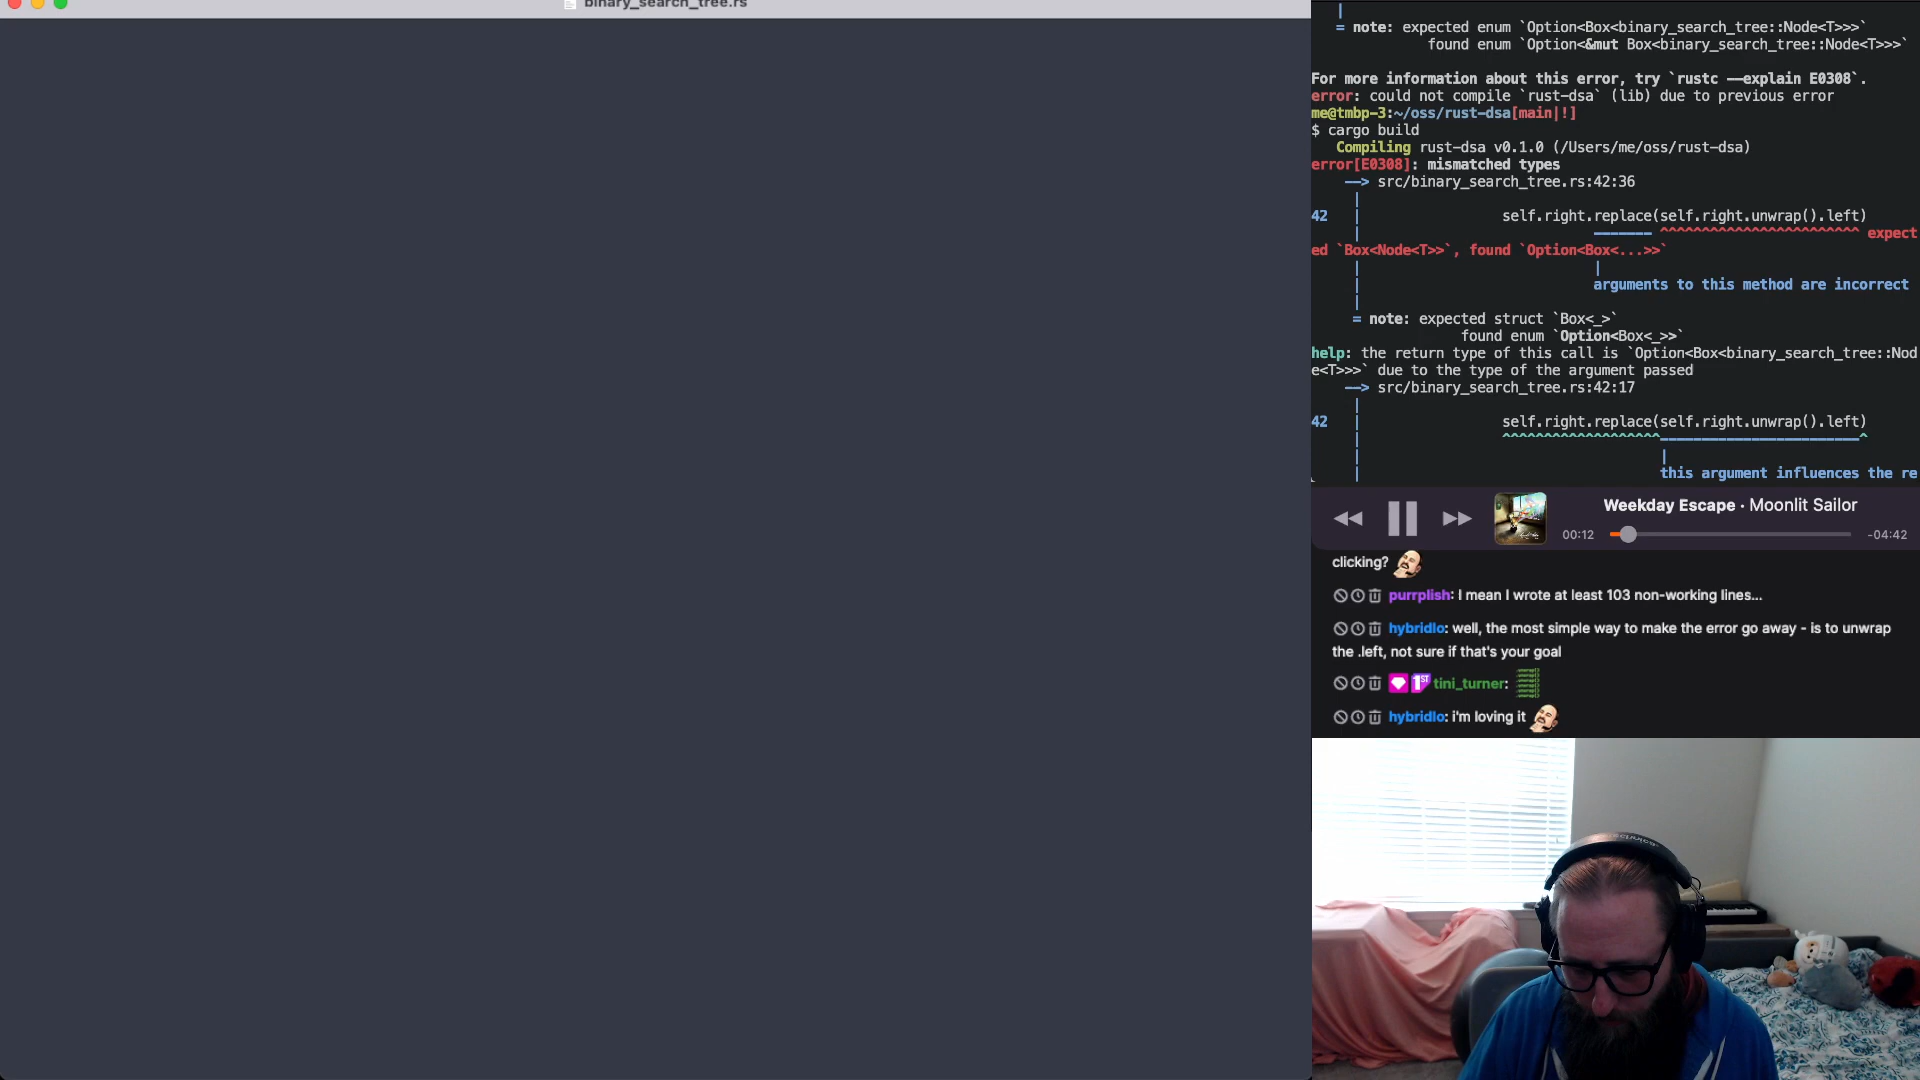 binary_search_tree.rs
= note: expected enum `Option<Box<binary_search_tree::Node<T>>>`
found enum `Option<&mut Box<binary_search_tree::Node<T>>>`
For more information about this error, try `rustc --explain E0308`.
error: could not compile `rust-dsa` (lib) due to previous error
me@tmbp-3:~/oss/rust-dsa[main|!]
$ cargo build
Compiling rust-dsa v0.1.0 (/Users/me/oss/rust-dsa)
error[E0308]: mismatched types
--> src/binary_search_tree.rs:42:36
|
42 | self.right.replace(self.right.unwrap().left)
| ------- ^^^^^^^^^^^^^^^^^^^^^^^^ expect
ed `Box<Node<T>>`, found `Option<Box<...>>`
| |
| arguments to this method are incorrect
|
= note: expected struct `Box<_>`
found enum `Option<Box<_>>`
help: the return type of this call is `Option<Box<binary_search_tree::Nod
e<T>>>` due to the type of the argument passed
--> src/binary_search_tree.rs:42:17
|
42 | self.right.replace(self.right.unwrap().left)
| ^^^^^^^^^^^^^^^^^^^------------------------^
| |
| this argument influences the re
Weekday Escape · Moonlit Sailor
00:12
-04:42
clicking?
purrplish: I mean I wrote at least 103 non-working lines...
hybridlo: well, the most simple way to make the error go away - is to unwrap
the .left, not sure if that's your goal
1ST tini_turner:
hybridlo: i'm loving it